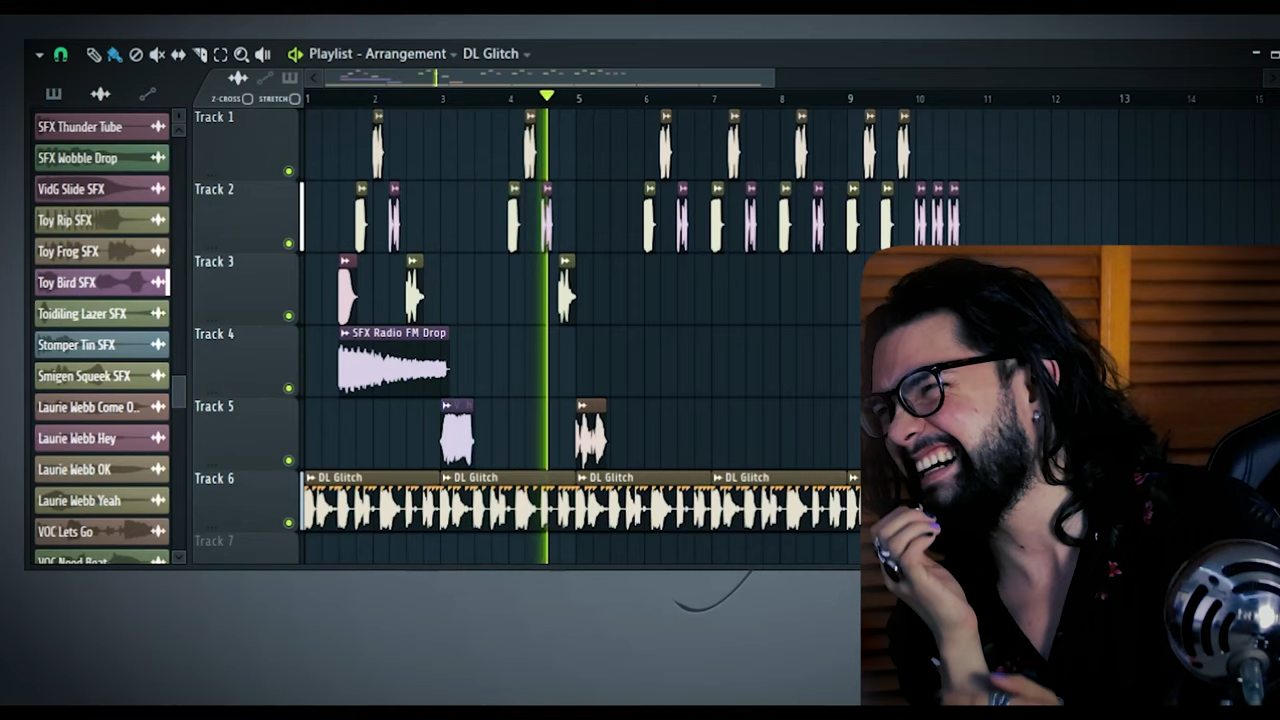 Playlist - Arrangement DL Glitch
Z-CROSS STRETCH
1 2 3 4 5 6 7 8 9 10 11 12 13 14 15
SFX Thunder Tube
SFX Wobble Drop
VidG Slide SFX
Toy Rip SFX
Toy Frog SFX
Toy Bird SFX
Toidiling Lazer SFX
Stomper Tin SFX
Smigen Squeek SFX
Laurie Webb Come O...
Laurie Webb Hey
Laurie Webb OK
Laurie Webb Yeah
VOC Lets Go
VOC Need Beat
Track 1
Track 2
Track 3
Track 4
SFX Radio FM Drop
Track 5
Track 6
DL Glitch DL Glitch DL Glitch DL Glitch
Track 7